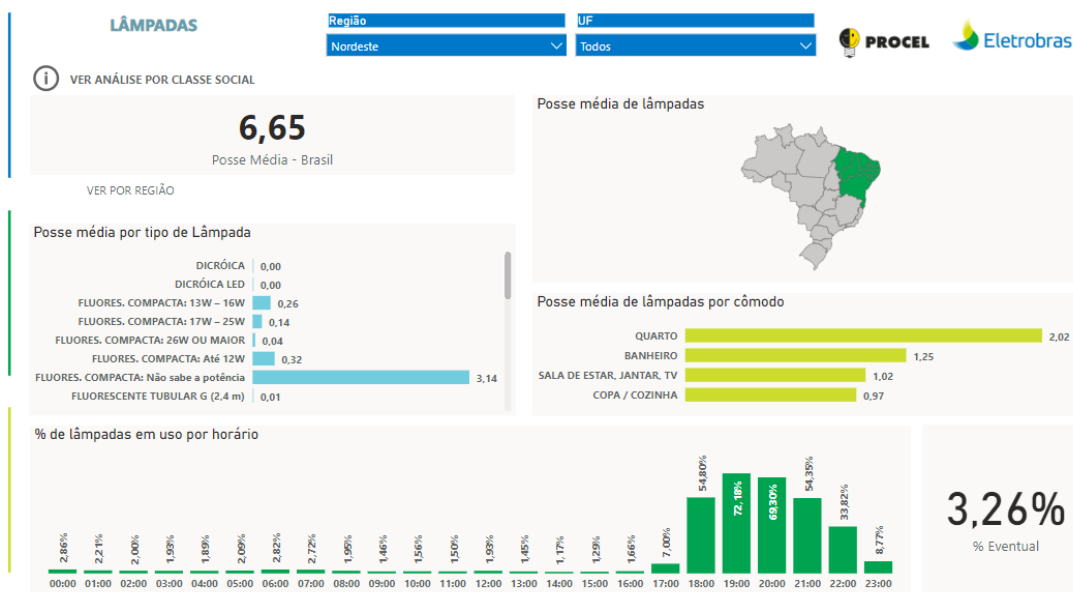 LÂMPADAS
Região
Nordeste
UF
Todos
PROCEL
Eletrobras
i VER ANÁLISE POR CLASSE SOCIAL
6,65
Posse Média - Brasil
VER POR REGIÃO
Posse média de lâmpadas
Posse média por tipo de Lâmpada
DICRÓICA 0,00
DICRÓICA LED 0,00
FLUORES. COMPACTA: 13W – 16W 0,26
FLUORES. COMPACTA: 17W – 25W 0,14
FLUORES. COMPACTA: 26W OU MAIOR 0,04
FLUORES. COMPACTA: Até 12W 0,32
FLUORES. COMPACTA: Não sabe a potência 3,14
FLUORESCENTE TUBULAR G (2,4 m) 0,01
Posse média de lâmpadas por cômodo
QUARTO 2,02
BANHEIRO 1,25
SALA DE ESTAR, JANTAR, TV 1,02
COPA / COZINHA 0,97
% de lâmpadas em uso por horário
2,86% 2,21% 2,00% 1,93% 1,89% 2,09% 2,82% 2,72% 1,95% 1,46% 1,56% 1,50% 1,93% 1,45% 1,17% 1,29% 1,66% 7,00% 54,80% 72,18% 69,30% 54,35% 33,82% 8,77%
00:00 01:00 02:00 03:00 04:00 05:00 06:00 07:00 08:00 09:00 10:00 11:00 12:00 13:00 14:00 15:00 16:00 17:00 18:00 19:00 20:00 21:00 22:00 23:00
3,26%
% Eventual